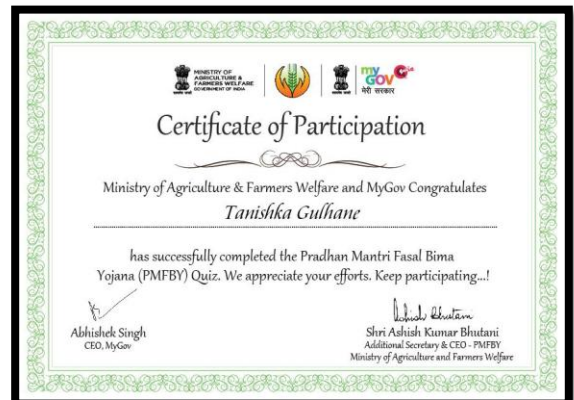 MINISTRY OF
AGRICULTURE &
FARMERS WELFARE
GOVERNMENT OF INDIA
my
GOV
मेरी सरकार
Certificate of Participation
Ministry of Agriculture & Farmers Welfare and MyGov Congratulates
Tanishka Gulhane
has successfully completed the Pradhan Mantri Fasal Bima
Yojana (PMFBY) Quiz. We appreciate your efforts. Keep participating...!
Abhishek Singh
CEO, MyGov
Shri Ashish Kumar Bhutani
Additional Secretary & CEO - PMFBY
Ministry of Agriculture and Farmers Welfare